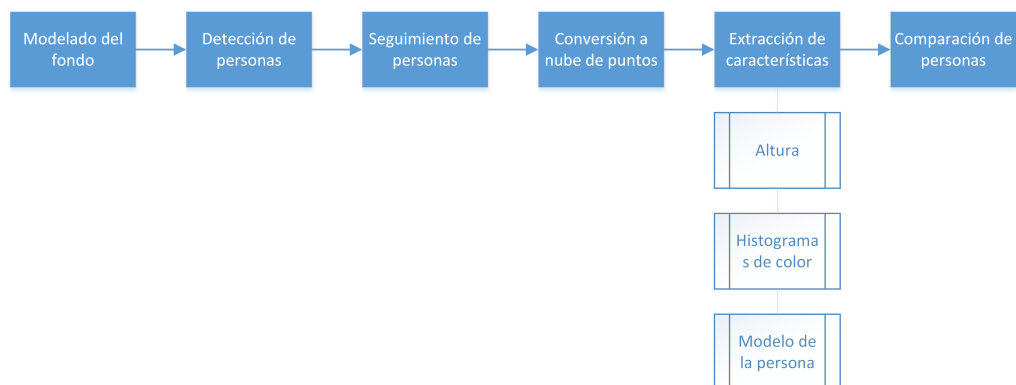 Modelado del
fondo
Detección de
personas
Seguimiento de
personas
Conversión a
nube de puntos
Extracción de
características
Comparación de
personas
Altura
Histograma
s de color
Modelo de
la persona